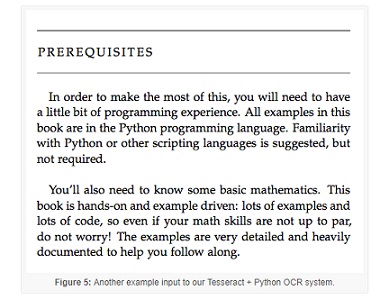 PREREQUISITES
In order to make the most of this, you will need to have
a little bit of programming experience. All examples in this
book are in the Python programming language. Familiarity
with Python or other scripting languages is suggested, but
not required.
You'll also need to know some basic mathematics. This
book is hands-on and example driven: lots of examples and
lots of code, so even if your math skills are not up to par,
do not worry! The examples are very detailed and heavily
documented to help you follow along.
Figure 5: Another example input to our Tesseract + Python OCR system.